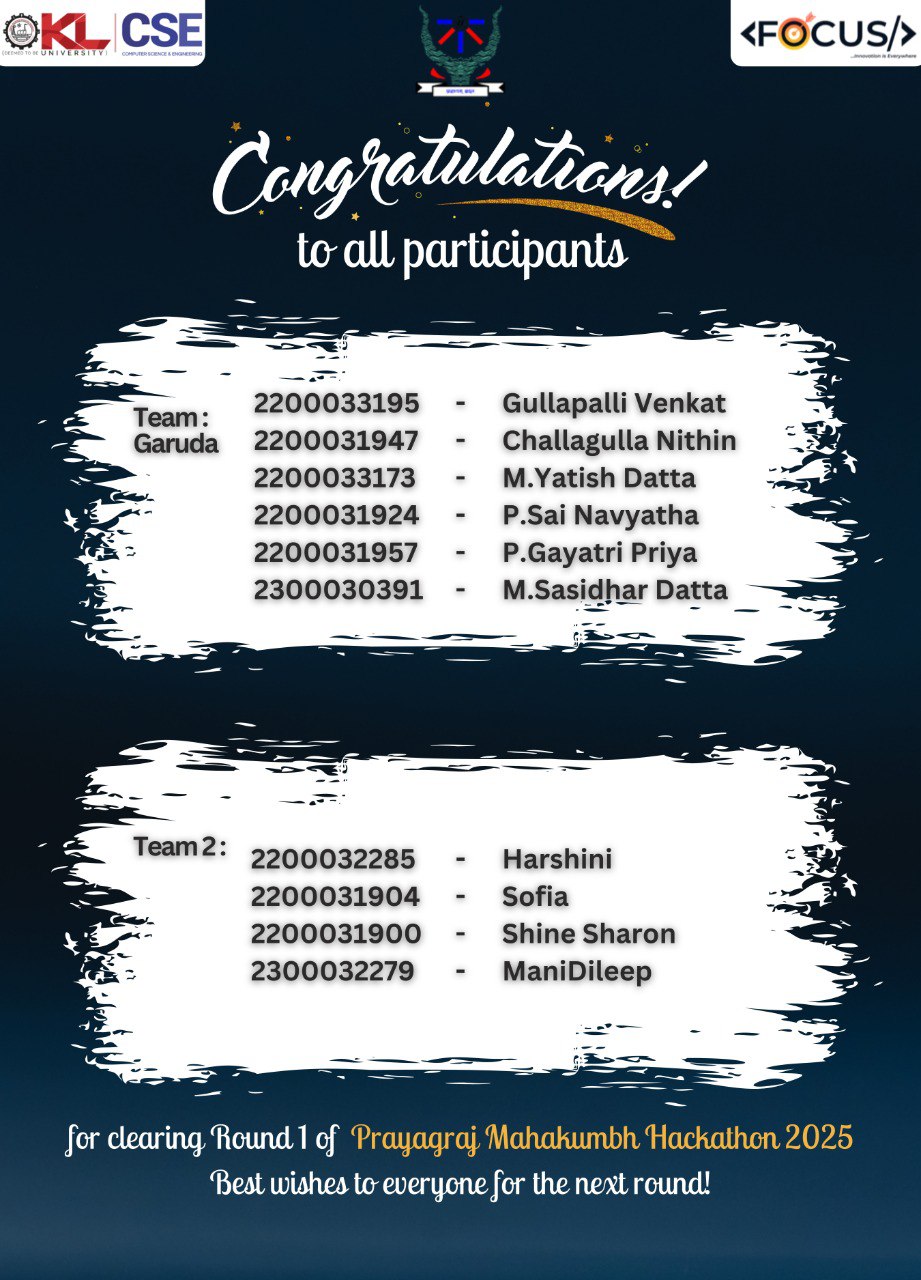 KL CSE
(DEEMED TO BE UNIVERSITY) COMPUTER SCIENCE & ENGINEERING
<FOCUS/>
...Innovation is Everywhere
Congratulations!
to all participants
Team :
Garuda
2200033195 - Gullapalli Venkat
2200031947 - Challagulla Nithin
2200033173 - M.Yatish Datta
2200031924 - P.Sai Navyatha
2200031957 - P.Gayatri Priya
2300030391 - M.Sasidhar Datta
Team 2 :
2200032285 - Harshini
2200031904 - Sofia
2200031900 - Shine Sharon
2300032279 - ManiDileep
for clearing Round 1 of Prayagraj Mahakumbh Hackathon 2025
Best wishes to everyone for the next round!